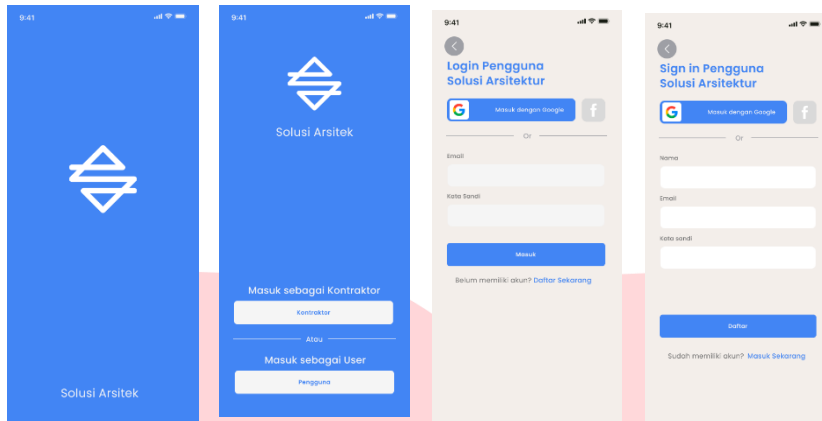 9:41
Solusi Arsitek
9:41
Solusi Arsitek
Masuk sebagai Kontraktor
Kontraktor
Atau
Masuk sebagai User
Pengguna
9:41
Login Pengguna
Solusi Arsitektur
G Masuk dengan Google f
Or
Email
Kata Sandi
Masuk
Belum memiliki akun? Daftar Sekarang
9:41
Sign in Pengguna
Solusi Arsitektur
G Masuk dengan Google f
Or
Nama
Email
Kata sandi
Daftar
Sudah memiliki akun? Masuk Sekarang